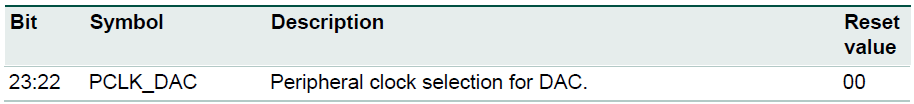 Bit Symbol Description Reset value
23:22 PCLK_DAC Peripheral clock selection for DAC. 00